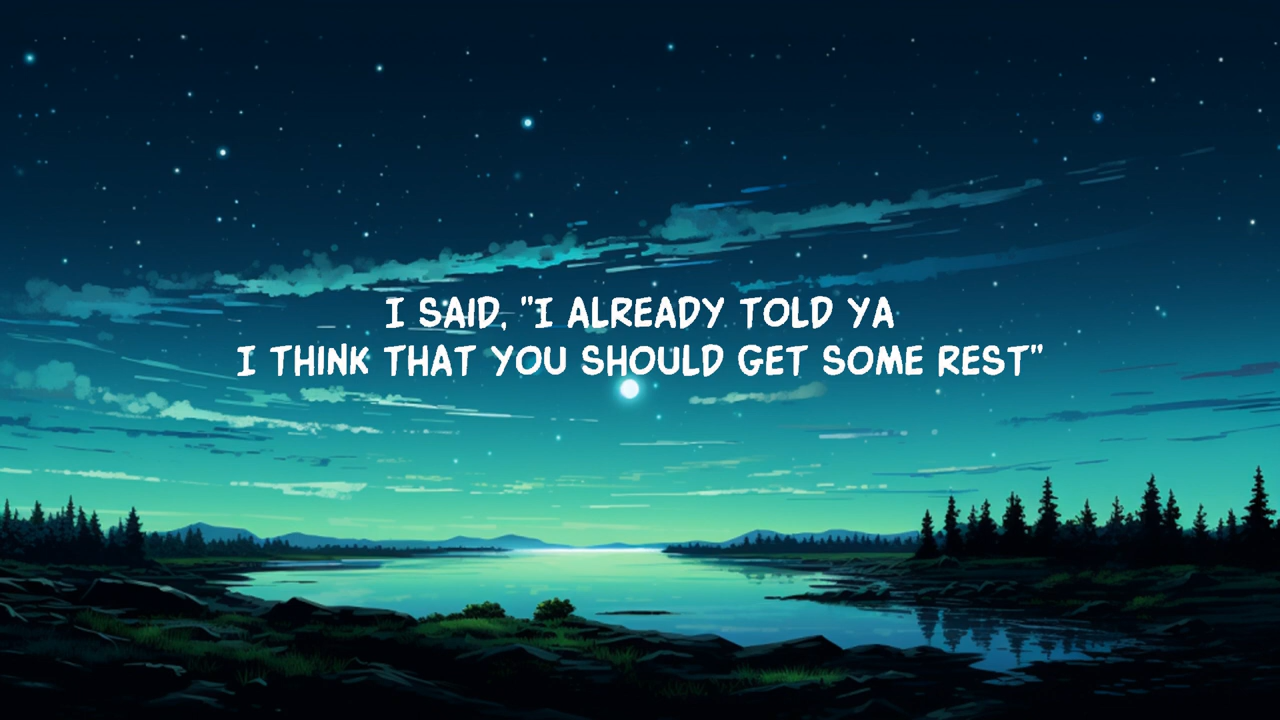 I SAID, "I ALREADY TOLD YA
I THINK THAT YOU SHOULD GET SOME REST"